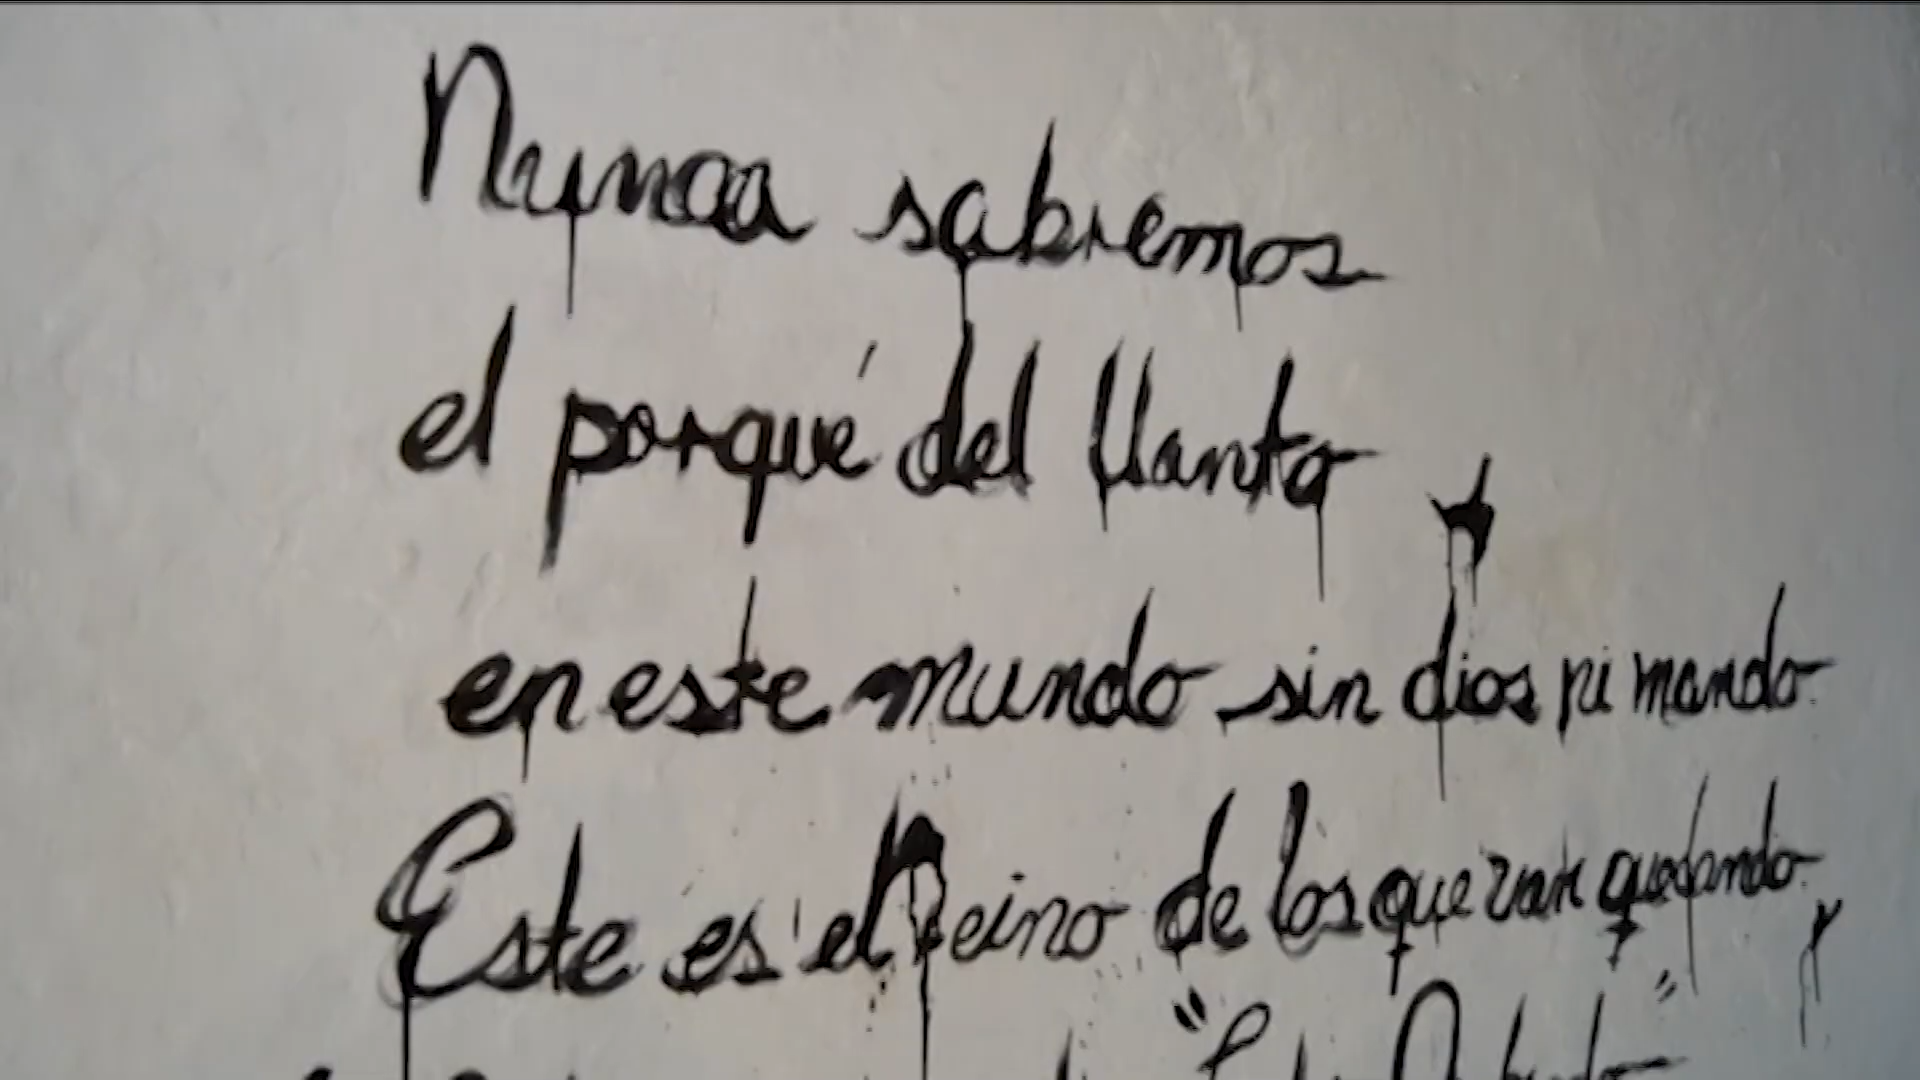 Nunca sabremos
el porqué del llanto
en este mundo sin dios ni mando
Este es el Reino de los que van quedando